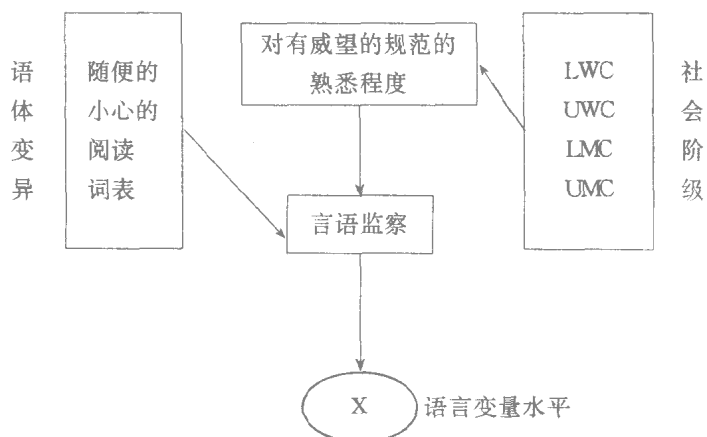 语体变异
随便的
小心的
阅读
词表
对有威望的规范的
熟悉程度
言语监察
LWC
UWC
LMC
UMC
社会阶级
X
语言变量水平